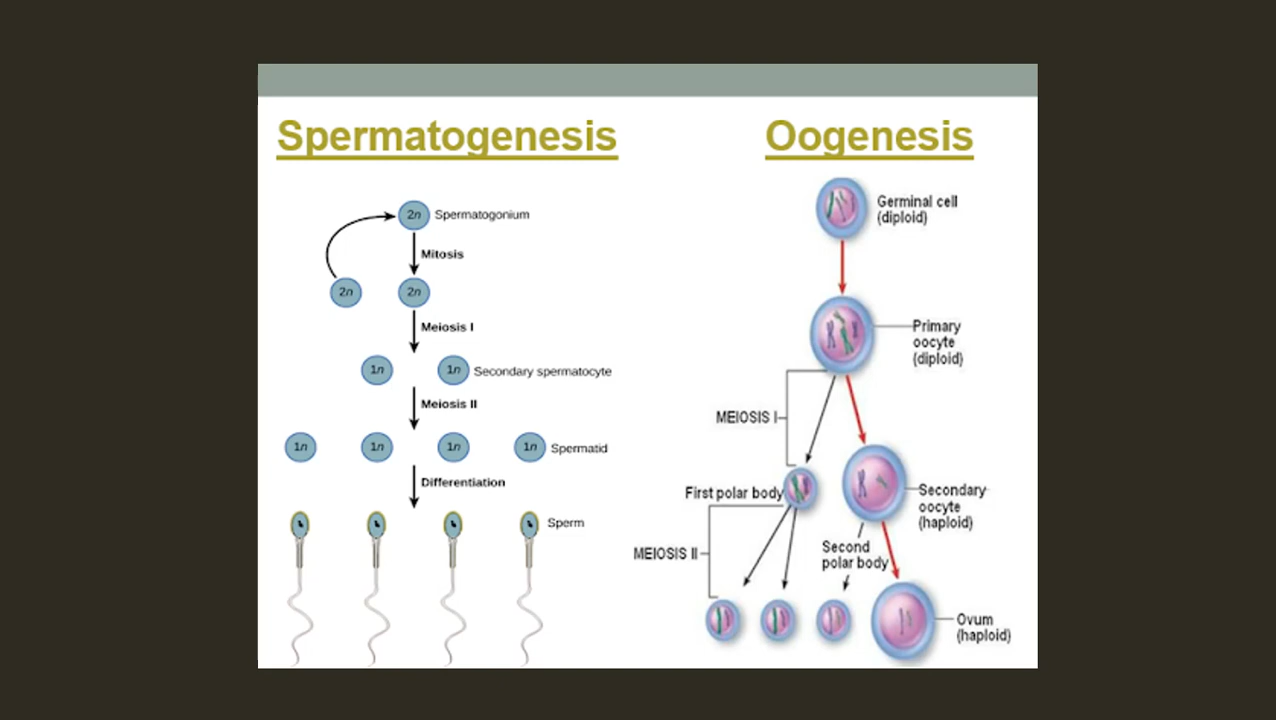 Spermatogenesis
2n
Spermatogonium
Mitosis
2n
2n
Meiosis I
1n
1n
Secondary spermatocyte
Meiosis II
1n
1n
1n
1n
Spermatid
Differentiation
Sperm
Oogenesis
Germinal cell
(diploid)
Primary
oocyte
(diploid)
MEIOSIS I
First polar body
Secondary
oocyte
(haploid)
MEIOSIS II
Second
polar body
Ovum
(haploid)